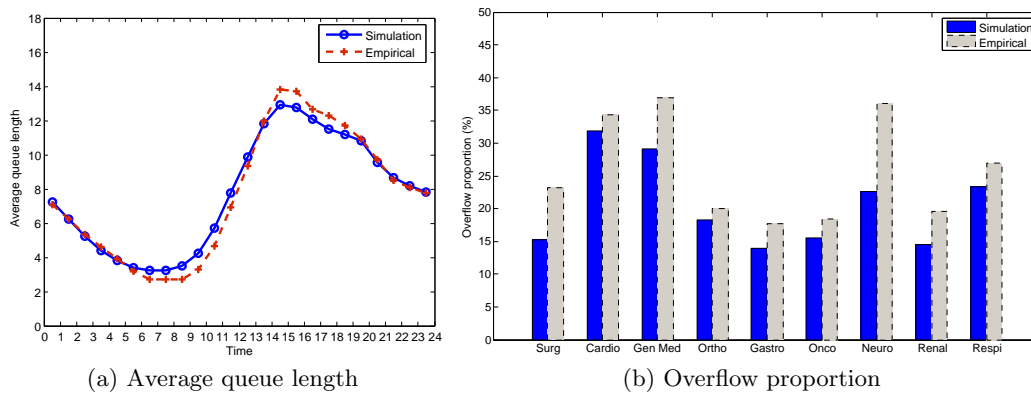 18
16
14
12
10
8
6
4
2
0
Average queue length
Simulation
Empirical
0 1 2 3 4 5 6 7 8 9 10 11 12 13 14 15 16 17 18 19 20 21 22 23 24
Time
(a) Average queue length
50
45
40
35
30
25
20
15
10
5
0
Overflow proportion (%)
Simulation
Empirical
Surg Cardio Gen Med Ortho Gastro Onco Neuro Renal Respi
(b) Overflow proportion